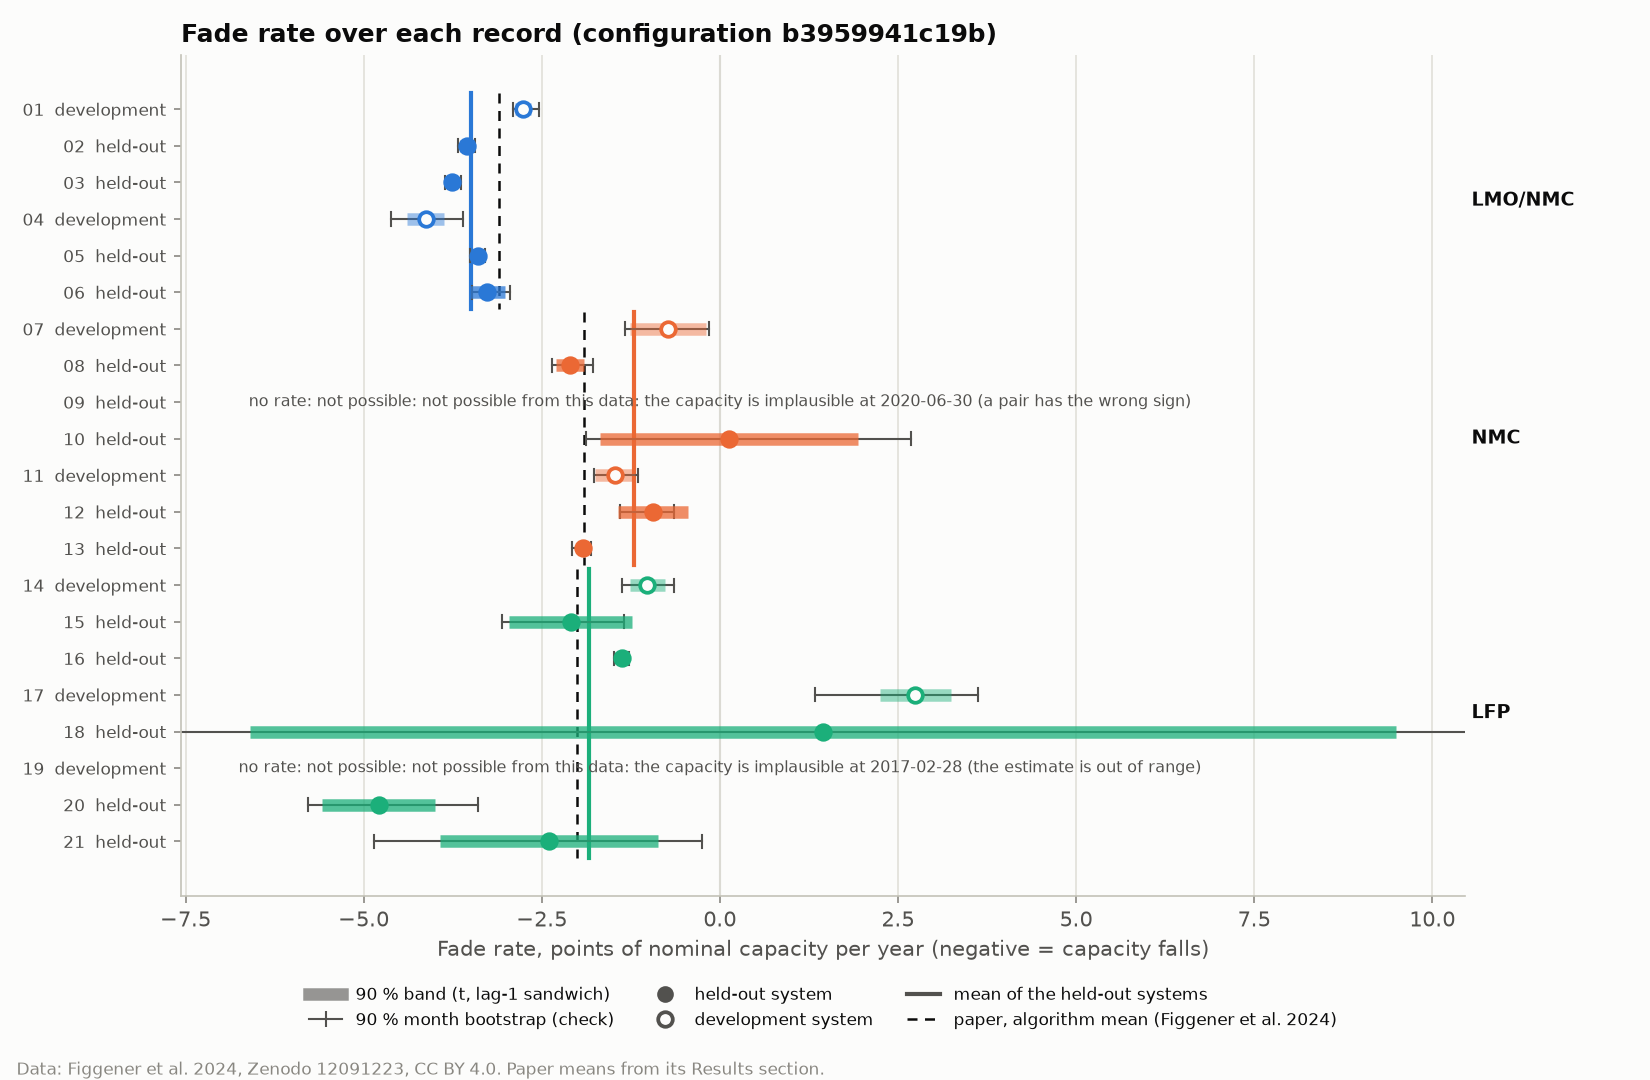 Fade rate over each record (configuration b3959941c19b)
01 development
02 held-out
03 held-out
04 development
05 held-out
06 held-out
LMO/NMC
07 development
08 held-out
09 held-out no rate: not possible: not possible from this data: the capacity is implausible at 2020-06-30 (a pair has the wrong sign)
10 held-out
NMC
11 development
12 held-out
13 held-out
14 development
15 held-out
16 held-out
17 development
LFP
18 held-out
19 development no rate: not possible: not possible from this data: the capacity is implausible at 2017-02-28 (the estimate is out of range)
20 held-out
21 held-out
−7.5 −5.0 −2.5 0.0 2.5 5.0 7.5 10.0
Fade rate, points of nominal capacity per year (negative = capacity falls)
90 % band (t, lag-1 sandwich) held-out system mean of the held-out systems
90 % month bootstrap (check) development system paper, algorithm mean (Figgener et al. 2024)
Data: Figgener et al. 2024, Zenodo 12091223, CC BY 4.0. Paper means from its Results section.